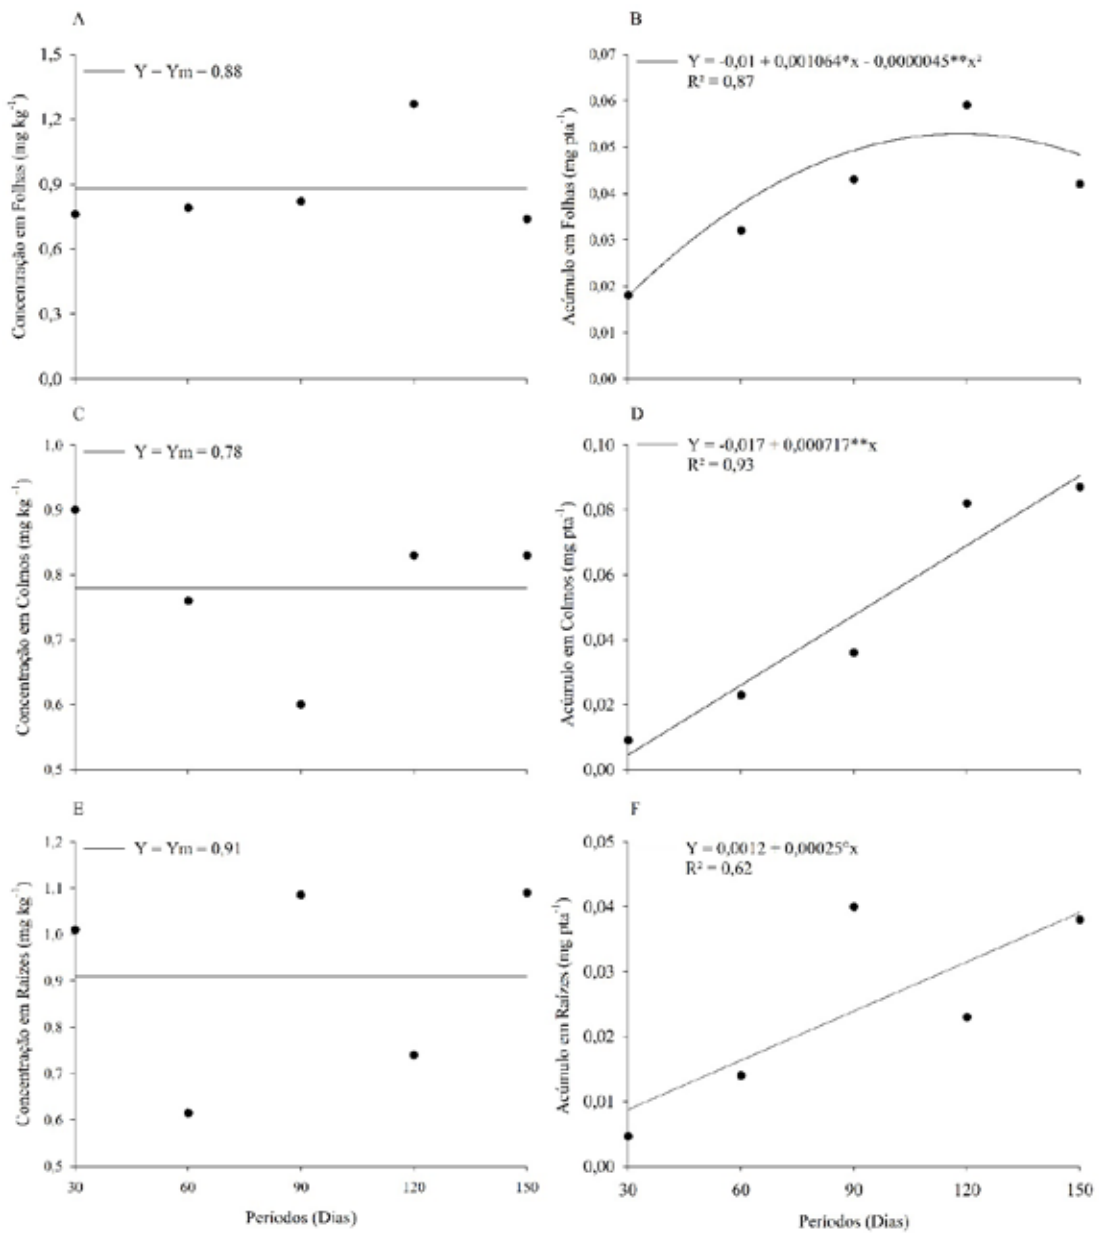 A
1,5
1,2
0,9
0,6
0,3
0,0
Y = Ym = 0.88
Concentração em Folhas (mg kg⁻¹)
B
0,07
0,06
0,05
0,04
0,03
0,02
0,01
0,00
Y = -0,01 + 0,001064*x - 0,0000045**x²
R² = 0,87
Acúmulo em Folhas (mg pta⁻¹)
C
1,0
0,9
0,8
0,7
0,6
0,5
Y = Ym = 0,78
Concentração em Colmos (mg kg⁻¹)
D
0,10
0,08
0,06
0,04
0,02
0,00
Y = -0,017 + 0,000717**x
R² = 0,93
Acúmulo em Colmos (mg pta⁻¹)
E
1,2
1,1
1,0
0,9
0,8
0,7
0,6
0,5
Y = Ym = 0,91
Concentração em Raízes (mg kg⁻¹)
30 60 90 120 150
Períodos (Dias)
F
0,05
0,04
0,03
0,02
0,01
0,00
Y = 0,0012 + 0,00025°x
R² = 0,62
Acúmulo em Raízes (mg pta⁻¹)
30 60 90 120 150
Períodos (Dias)